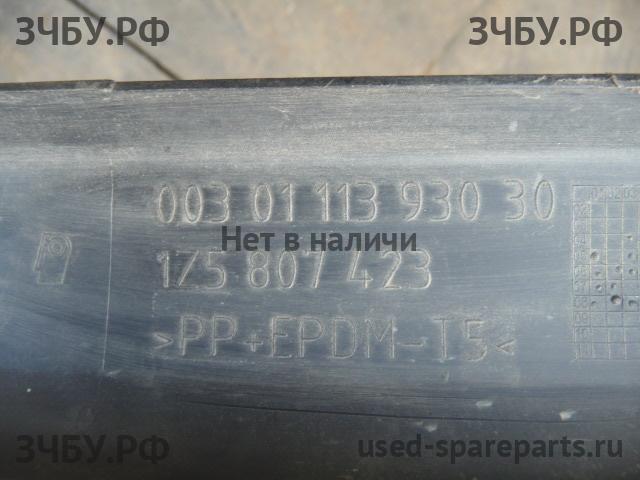 ЗЧБУ.РФ ЗЧБУ.РФ
003 01 113 930 30
Нет в наличи
1Z5 807 423
>PP+EPDM-T5<
ЗЧБУ.РФ used-spareparts.ru